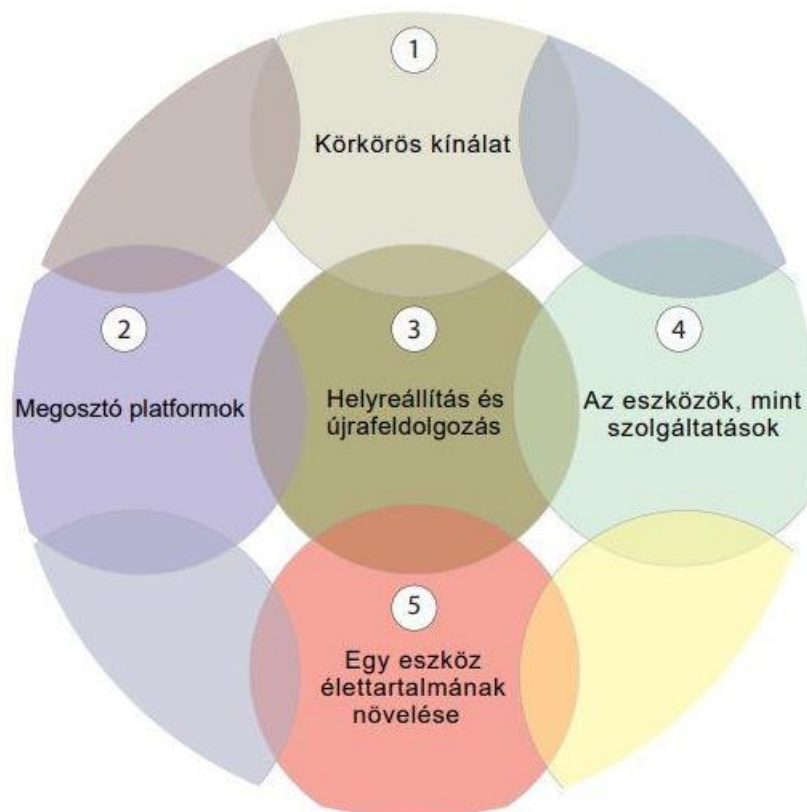 1
Körkörös kínálat
2
Megosztó platformok
3
Helyreállítás és
újrafeldolgozás
4
Az eszközök, mint
szolgáltatások
5
Egy eszköz
élettartalmának
növelése